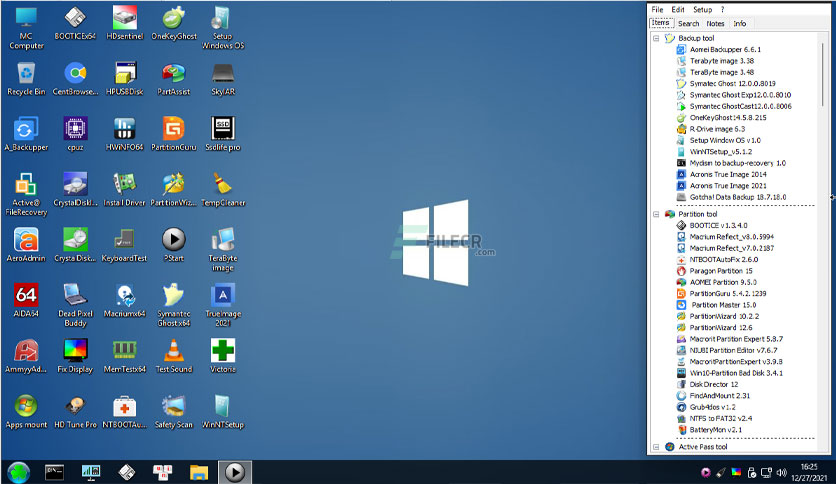 MC
Computer
BOOTICEx64
HDsentinel
OneKeyGhost
Setup
Windows OS
Recycle Bin
CentBrowse...
HPUSBDisk
PartAssist
SkyIAR
A_Backupper
cpuz
HWiNFO64
PartitionGuru
SSD
Ssdlife pro
Active@
FileRecovery
CrystalDiskI...
Install Driver
PartitionWiz...
TempCleaner
AeroAdmin
CrystaDisk...
KeyboardTest
PStart
TeraByte
image
64
AIDA64
Dead Pixel
Buddy
Macriumx64
Symantec
Ghost x64
TrueImage
2021
AmmyyAd...
Fix Display
MemTestx64
Test Sound
Victoria
Apps mount
HD Tune Pro
NTBOOTAu...
Safety Scan
WinNTSetup
FILECR
.com
File Edit Setup ?
Items Search Notes Info
Backup tool
Aomei Backupper 6.6.1
Terabyte image 3.38
TeraByte image 3.48
Symatec Ghost 12.0.0.8019
Symantec Ghost Exp12.0.0.8010
Symantec GhostCast12.0.0.8006
OneKeyGhost14.5.8.215
R-Drive image 6.3
Setup Window OS v1.0
WinNTSetup_v5.1.2
Mydism to backup-recovery 1.0
Acronis True Image 2014
Acronis True Image 2021
Gotcha! Data Backup 18.7.18.0
Partition tool
BOOTICE v1.3.4.0
Macrium Refect_v8.0.5994
Macrium Refect_v7.0.2187
NTBOOTAutoFix 2.6.0
Paragon Partition 15
AOMEI Partition 9.5.0
PartitionGuru 5.4.2.1239
Partition Master 15.0
PartitionWizard 10.2.2
PartitionWizard 12.6
Macrorit Partition Expert 5.8.7
NIUBI Partition Editor v7.6.7
MacroritPartitionExpert v3.9.8
Win10-Partition Bad Disk 3.4.1
Disk Director 12
FindAndMount 2.31
Grub4dos v1.2
NTFS to FAT32 v2.4
BatteryMon v2.1
Active Pass tool
16:25
12/27/2021